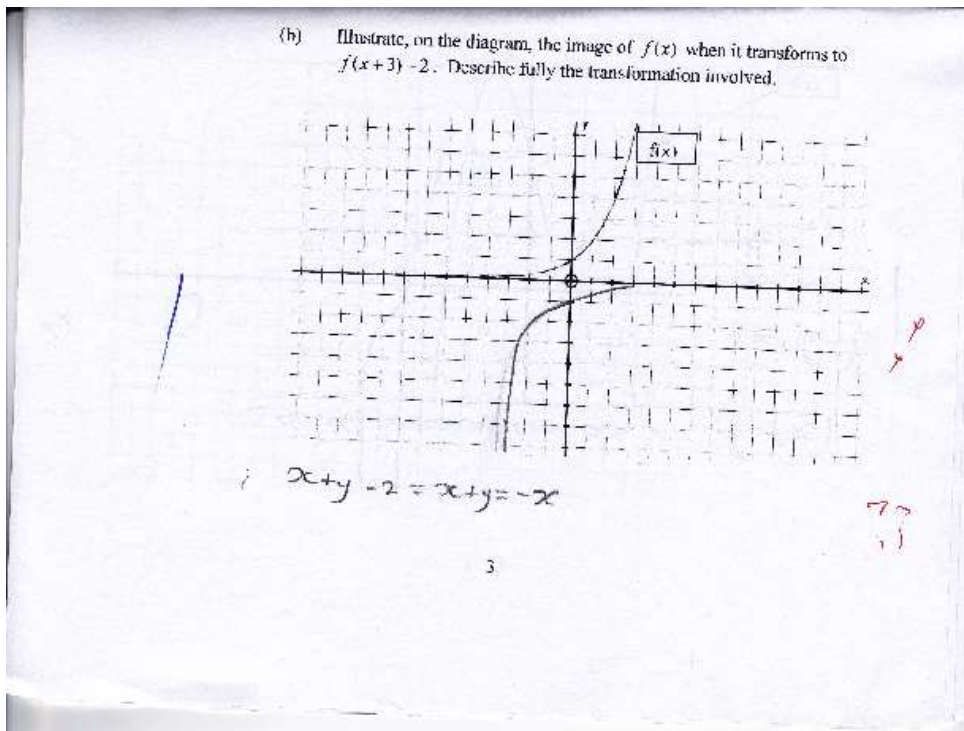 (b) Illustrate, on the diagram, the image of f(x) when it transforms to
f(x + 3) - 2. Describe fully the transformation involved.
y
f(x)
x
x+y -2 = x+y= -x
3